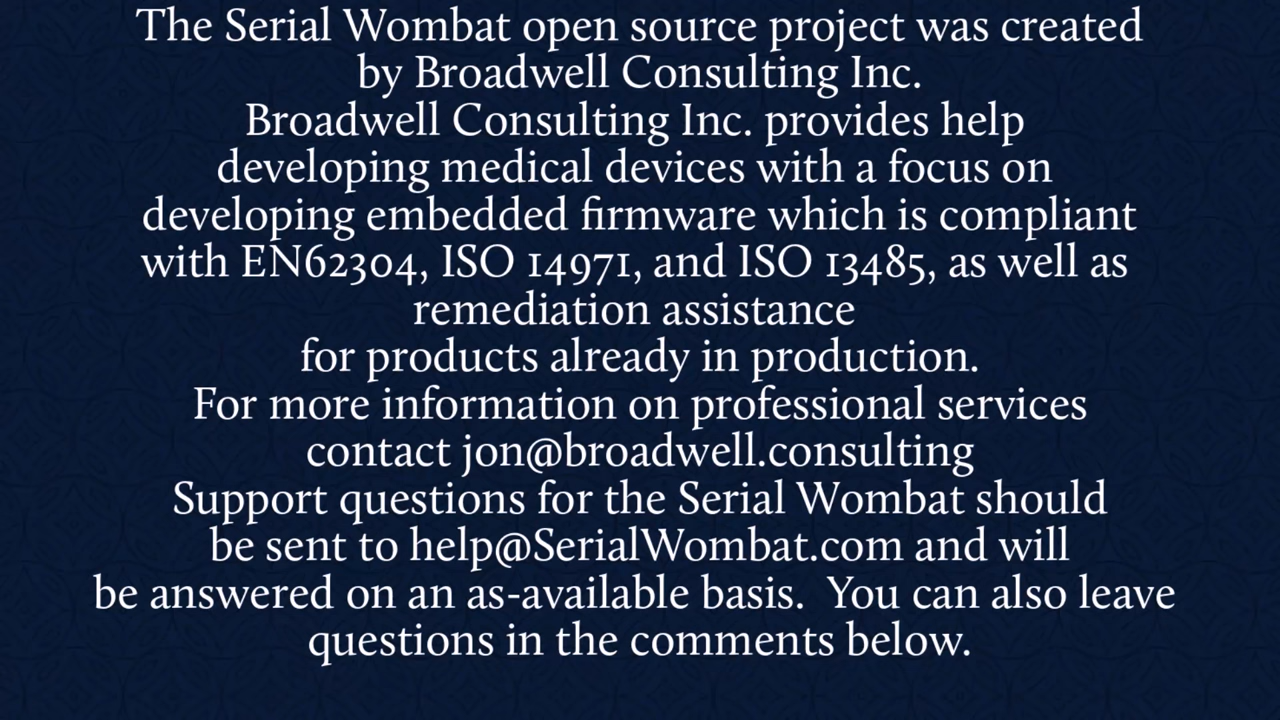 The Serial Wombat open source project was created
by Broadwell Consulting Inc.
Broadwell Consulting Inc. provides help
developing medical devices with a focus on
developing embedded firmware which is compliant
with EN62304, ISO 14971, and ISO 13485, as well as
remediation assistance
for products already in production.
For more information on professional services
contact jon@broadwell.consulting
Support questions for the Serial Wombat should
be sent to help@SerialWombat.com and will
be answered on an as-available basis.  You can also leave
questions in the comments below.